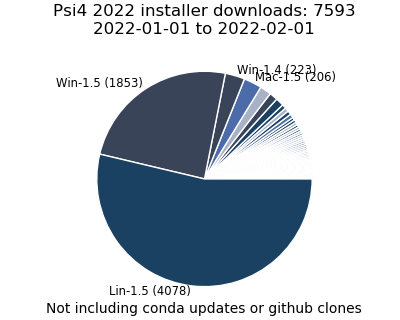 Psi4 2022 installer downloads: 7593
2022-01-01 to 2022-02-01
Win-1.4 (223)
Mac-1.5 (206)
Win-1.5 (1853)
Lin-1.5 (4078)
Not including conda updates or github clones